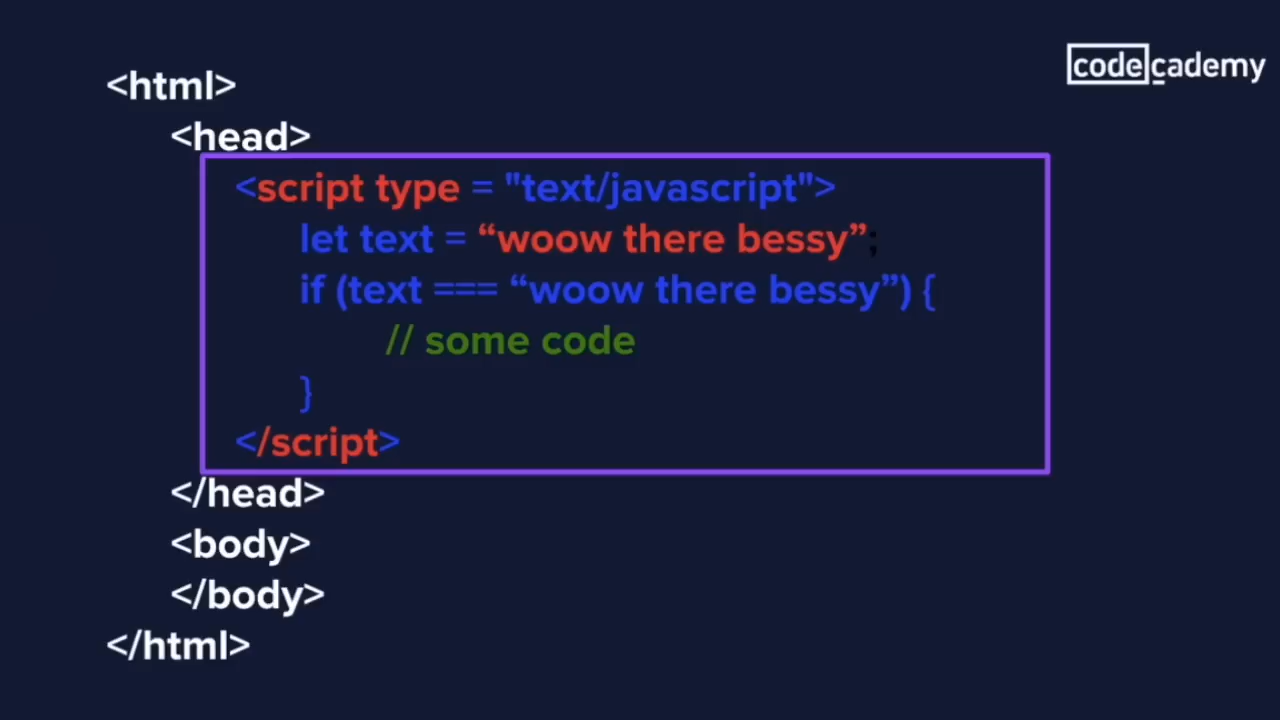 codecademy
<html>
<head>
<script type = "text/javascript">
let text = “woow there bessy”;
if (text === “woow there bessy”) {
// some code
}
</script>
</head>
<body>
</body>
</html>